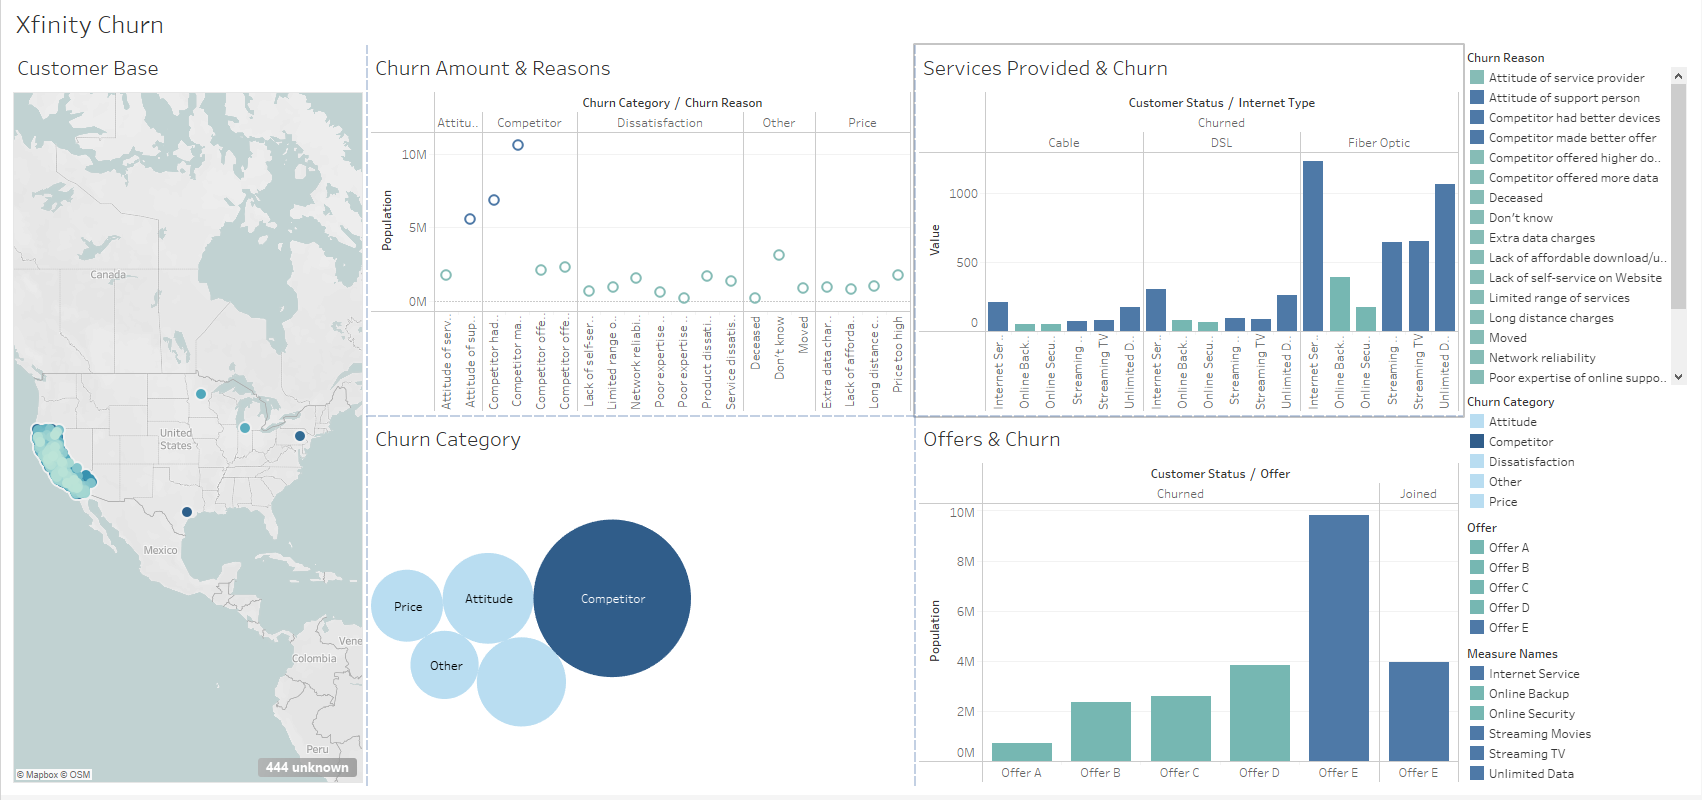 Xfinity Churn
Customer Base
Canada
United
States
Mexico
Vene
Colombia
Peru
444 unknown
© Mapbox © OSM
Churn Amount & Reasons
Churn Category / Churn Reason
Attitu..
Competitor
Dissatisfaction
Other
Price
Population
10M
5M
0M
Attitude of serv..
Attitude of sup..
Competitor had..
Competitor ma..
Competitor offe..
Competitor offe..
Lack of self-ser..
Limited range o..
Network reliabi..
Poor expertise ..
Poor expertise ..
Product dissati..
Service dissatis..
Deceased
Don't know
Moved
Extra data char..
Lack of afforda..
Long distance c..
Price too high
Services Provided & Churn
Customer Status / Internet Type
Churned
Cable
DSL
Fiber Optic
Value
1000
500
0
Internet Ser..
Online Back..
Online Secu..
Streaming ..
Streaming TV
Unlimited D..
Internet Ser..
Online Back..
Online Secu..
Streaming ..
Streaming TV
Unlimited D..
Internet Ser..
Online Back..
Online Secu..
Streaming ..
Streaming TV
Unlimited D..
Churn Category
Price
Attitude
Competitor
Other
Offers & Churn
Customer Status / Offer
Churned
Joined
Population
10M
8M
6M
4M
2M
0M
Offer A
Offer B
Offer C
Offer D
Offer E
Offer E
Churn Reason
Attitude of service provider
Attitude of support person
Competitor had better devices
Competitor made better offer
Competitor offered higher do..
Competitor offered more data
Deceased
Don't know
Extra data charges
Lack of affordable download/u..
Lack of self-service on Website
Limited range of services
Long distance charges
Moved
Network reliability
Poor expertise of online suppo..
Churn Category
Attitude
Competitor
Dissatisfaction
Other
Price
Offer
Offer A
Offer B
Offer C
Offer D
Offer E
Measure Names
Internet Service
Online Backup
Online Security
Streaming Movies
Streaming TV
Unlimited Data